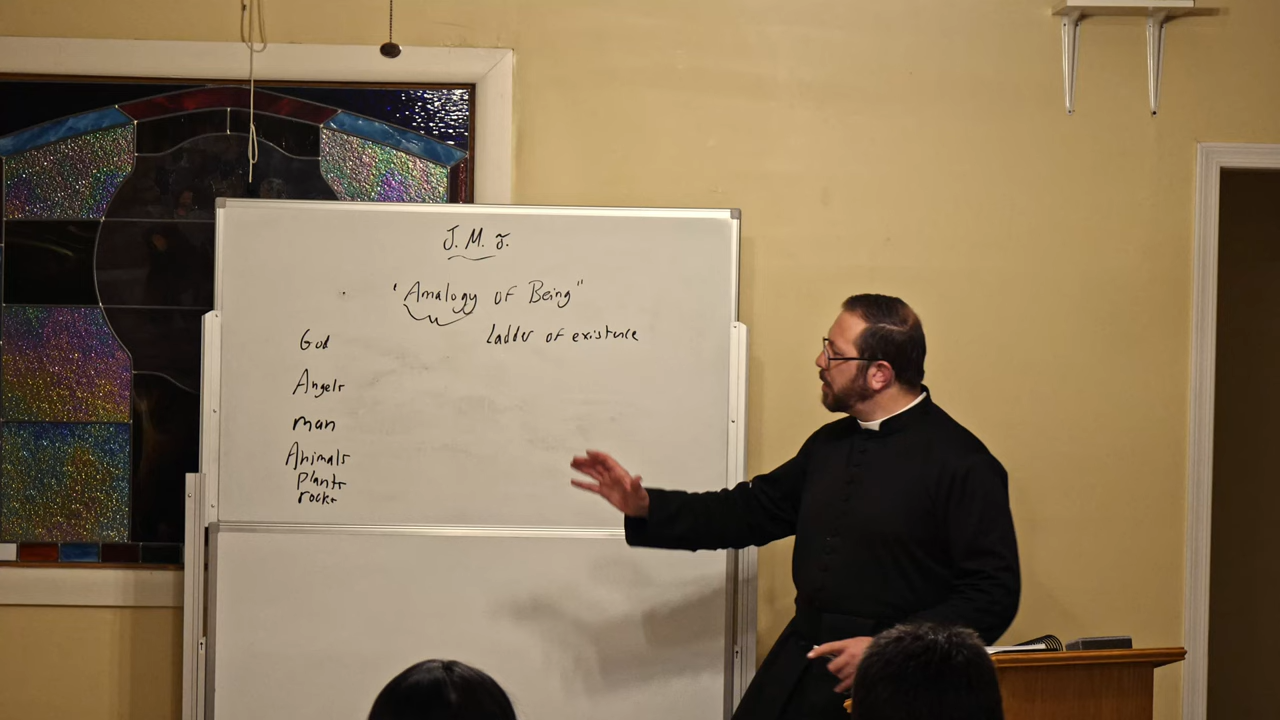 J. M. J.
"Analogy of Being"
Ladder of existence
God
Angels
man
Animals
plants
rocks